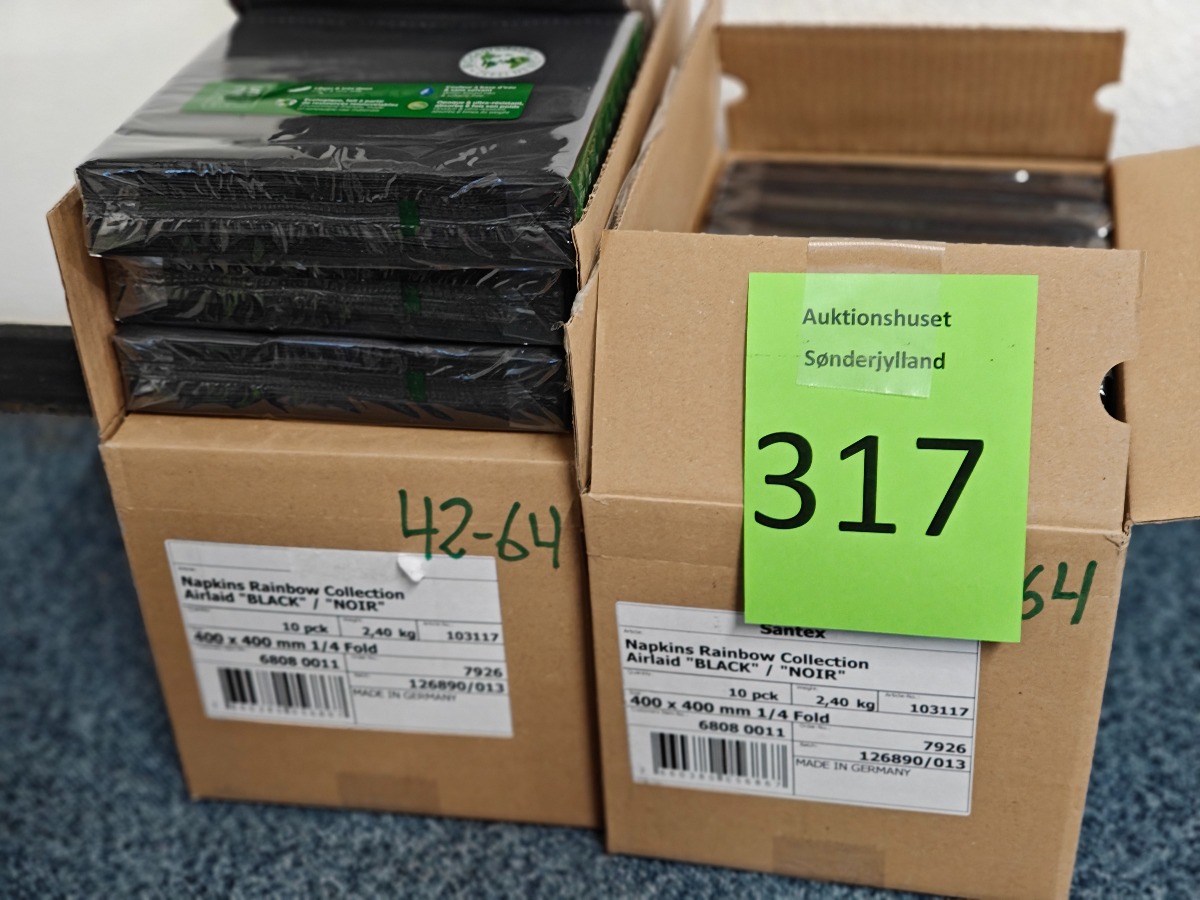 Auktionshuset
Sønderjylland
317
42-64
Napkins Rainbow Collection
Airlaid "BLACK" / "NOIR"
10 pck
2,40 kg
103117
400 x 400 mm 1/4 Fold
6808 0011
7926
126890/013
MADE IN GERMANY
64
Santex
Napkins Rainbow Collection
Airlaid "BLACK" / "NOIR"
10 pck
2,40 kg
103117
400 x 400 mm 1/4 Fold
6808 0011
7926
126890/013
MADE IN GERMANY